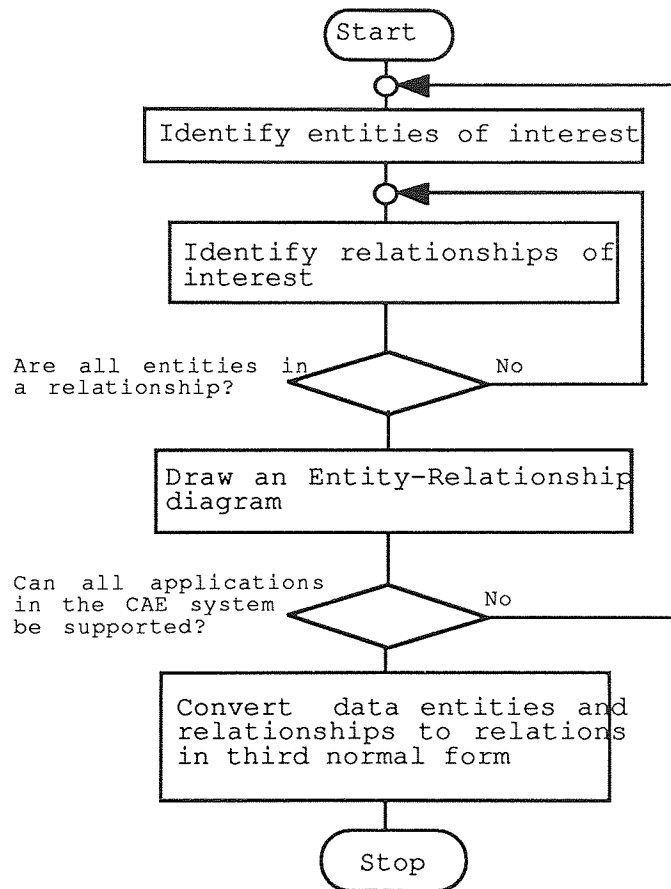 Start
Identify entities of interest
Identify relationships of
interest
Are all entities in
a relationship?
No
Draw an Entity-Relationship
diagram
Can all applications
in the CAE system
be supported?
No
Convert data entities and
relationships to relations
in third normal form
Stop